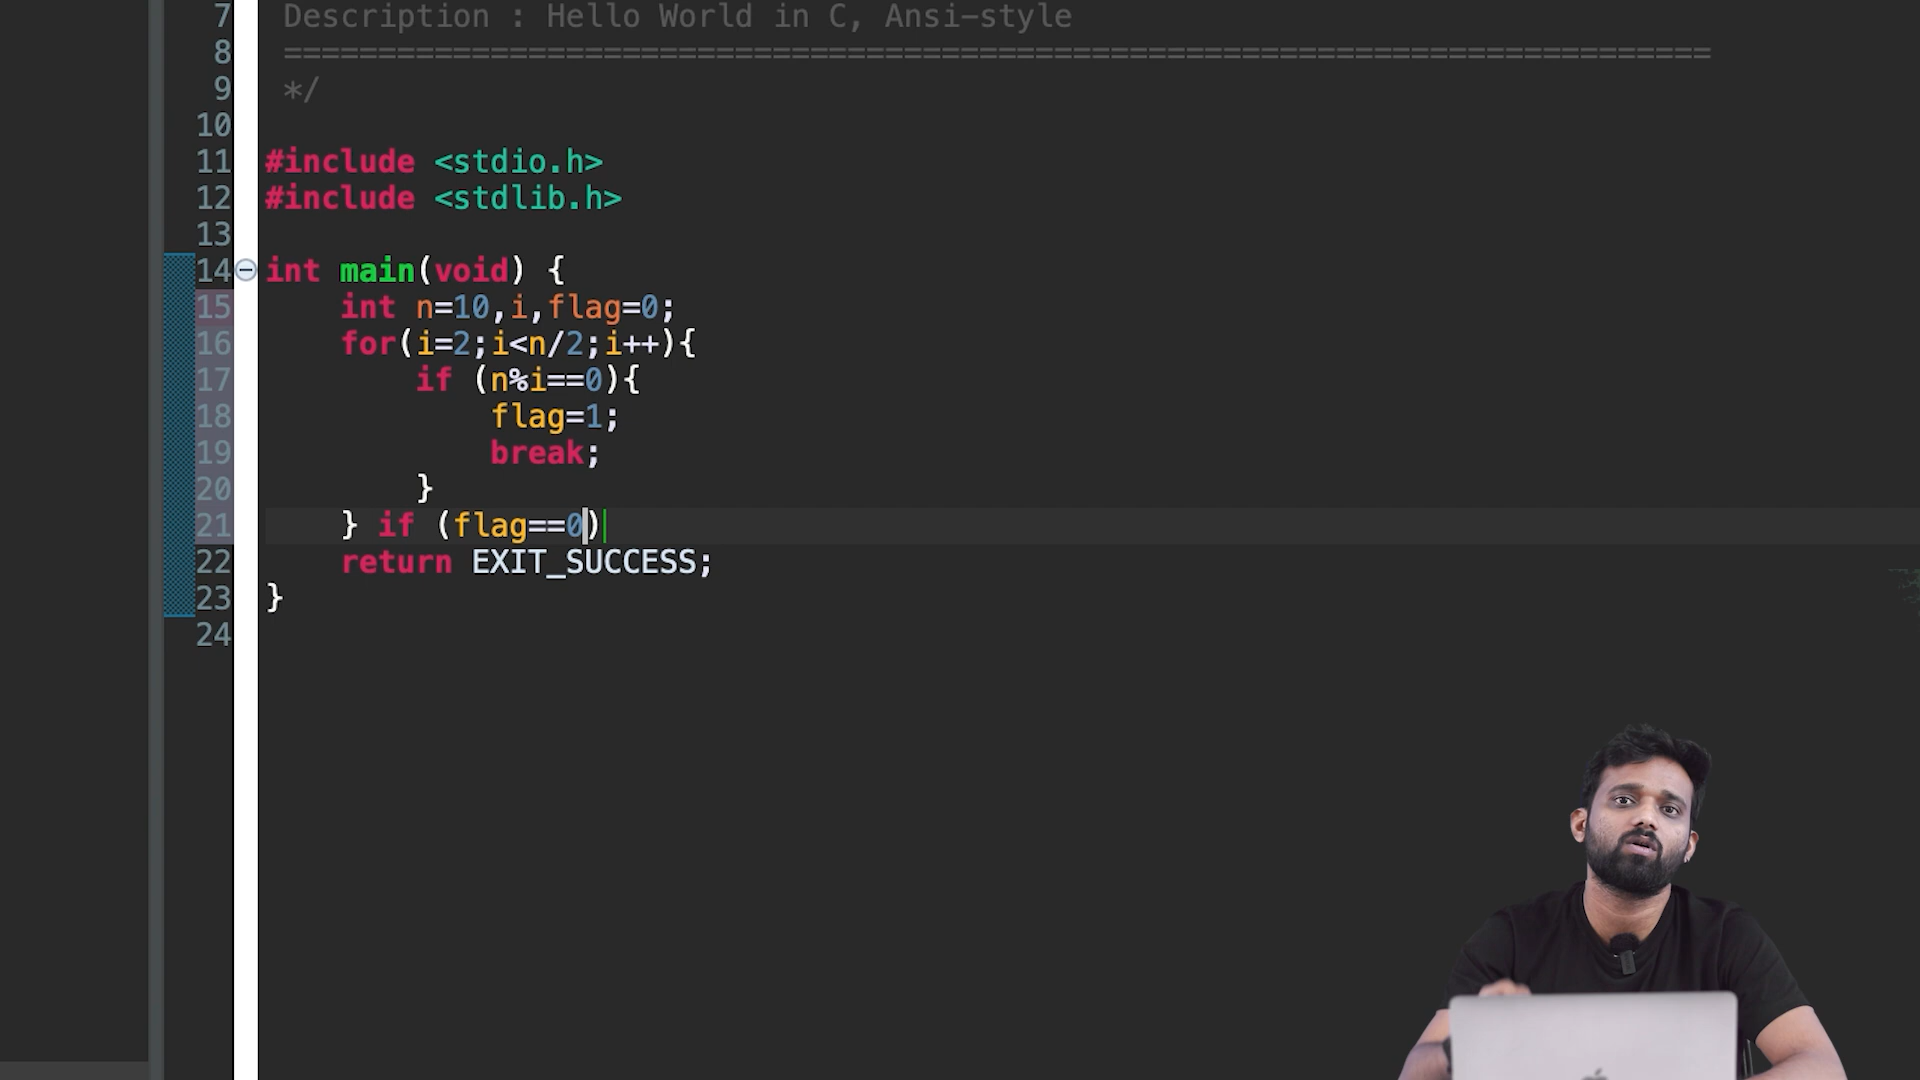 7 Description : Hello World in C, Ansi-style
8 ============================================================================
9 */
10
11 #include <stdio.h>
12 #include <stdlib.h>
13
14 int main(void) {
15 int n=10,i,flag=0;
16 for(i=2;i<n/2;i++){
17 if (n%i==0){
18 flag=1;
19 break;
20 }
21 } if (flag==0)
22 return EXIT_SUCCESS;
23 }
24